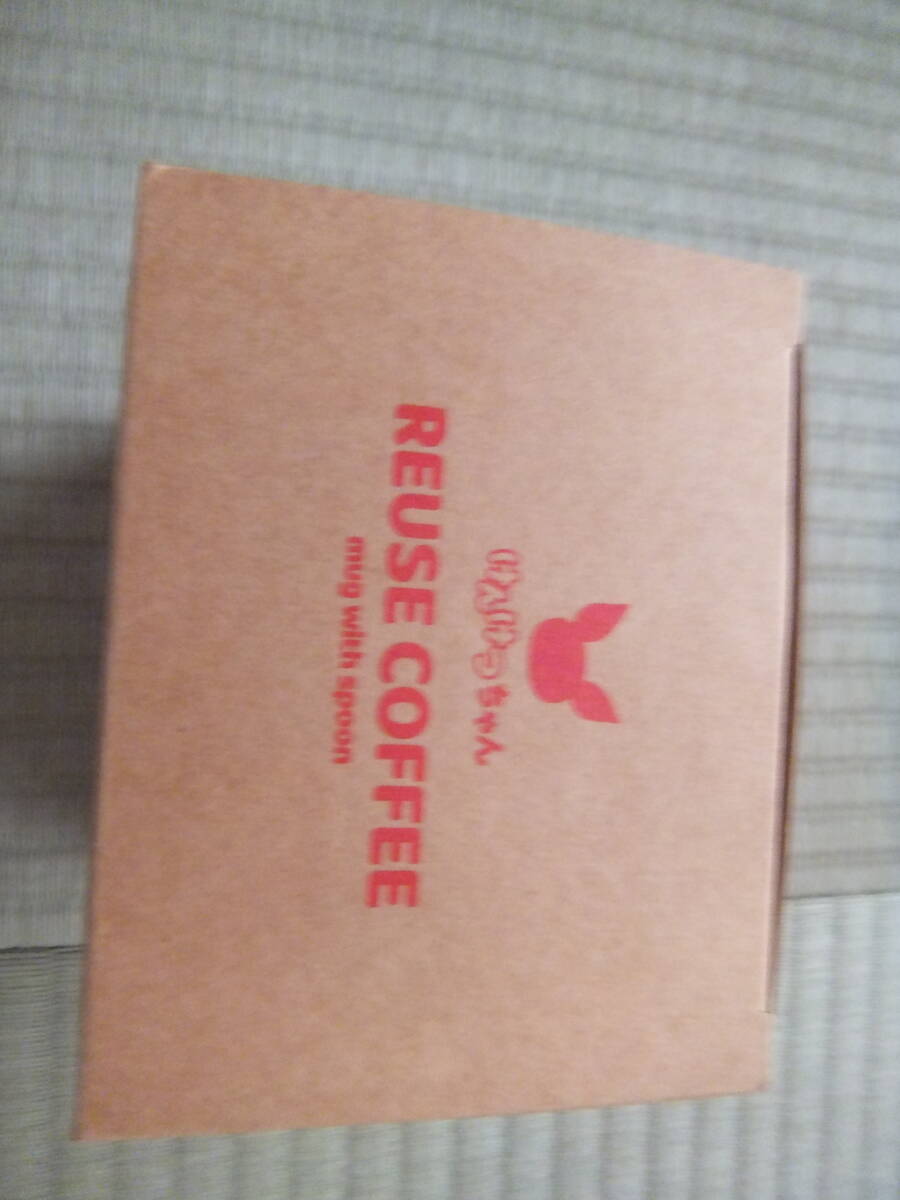 ちゃん
REUSE COFFEE
mug with spoon